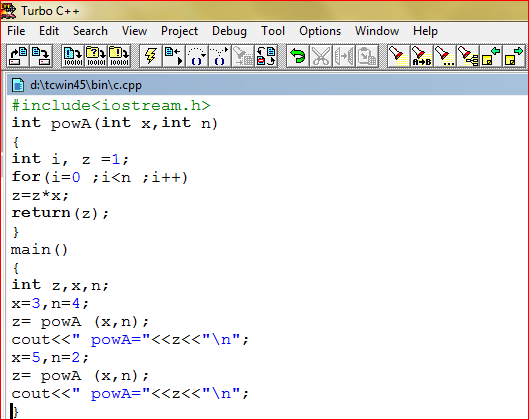 Turbo C++
File Edit Search View Project Debug Tool Options Window Help
d:\tcwin45\bin\c.cpp
#include<iostream.h>
int powA(int x,int n)
{
int i, z =1;
for(i=0 ;i<n ;i++)
z=z*x;
return(z);
}
main()
{
int z,x,n;
x=3,n=4;
z= powA (x,n);
cout<<" powA="<<z<<"\n";
x=5,n=2;
z= powA (x,n);
cout<<" powA="<<z<<"\n";
}